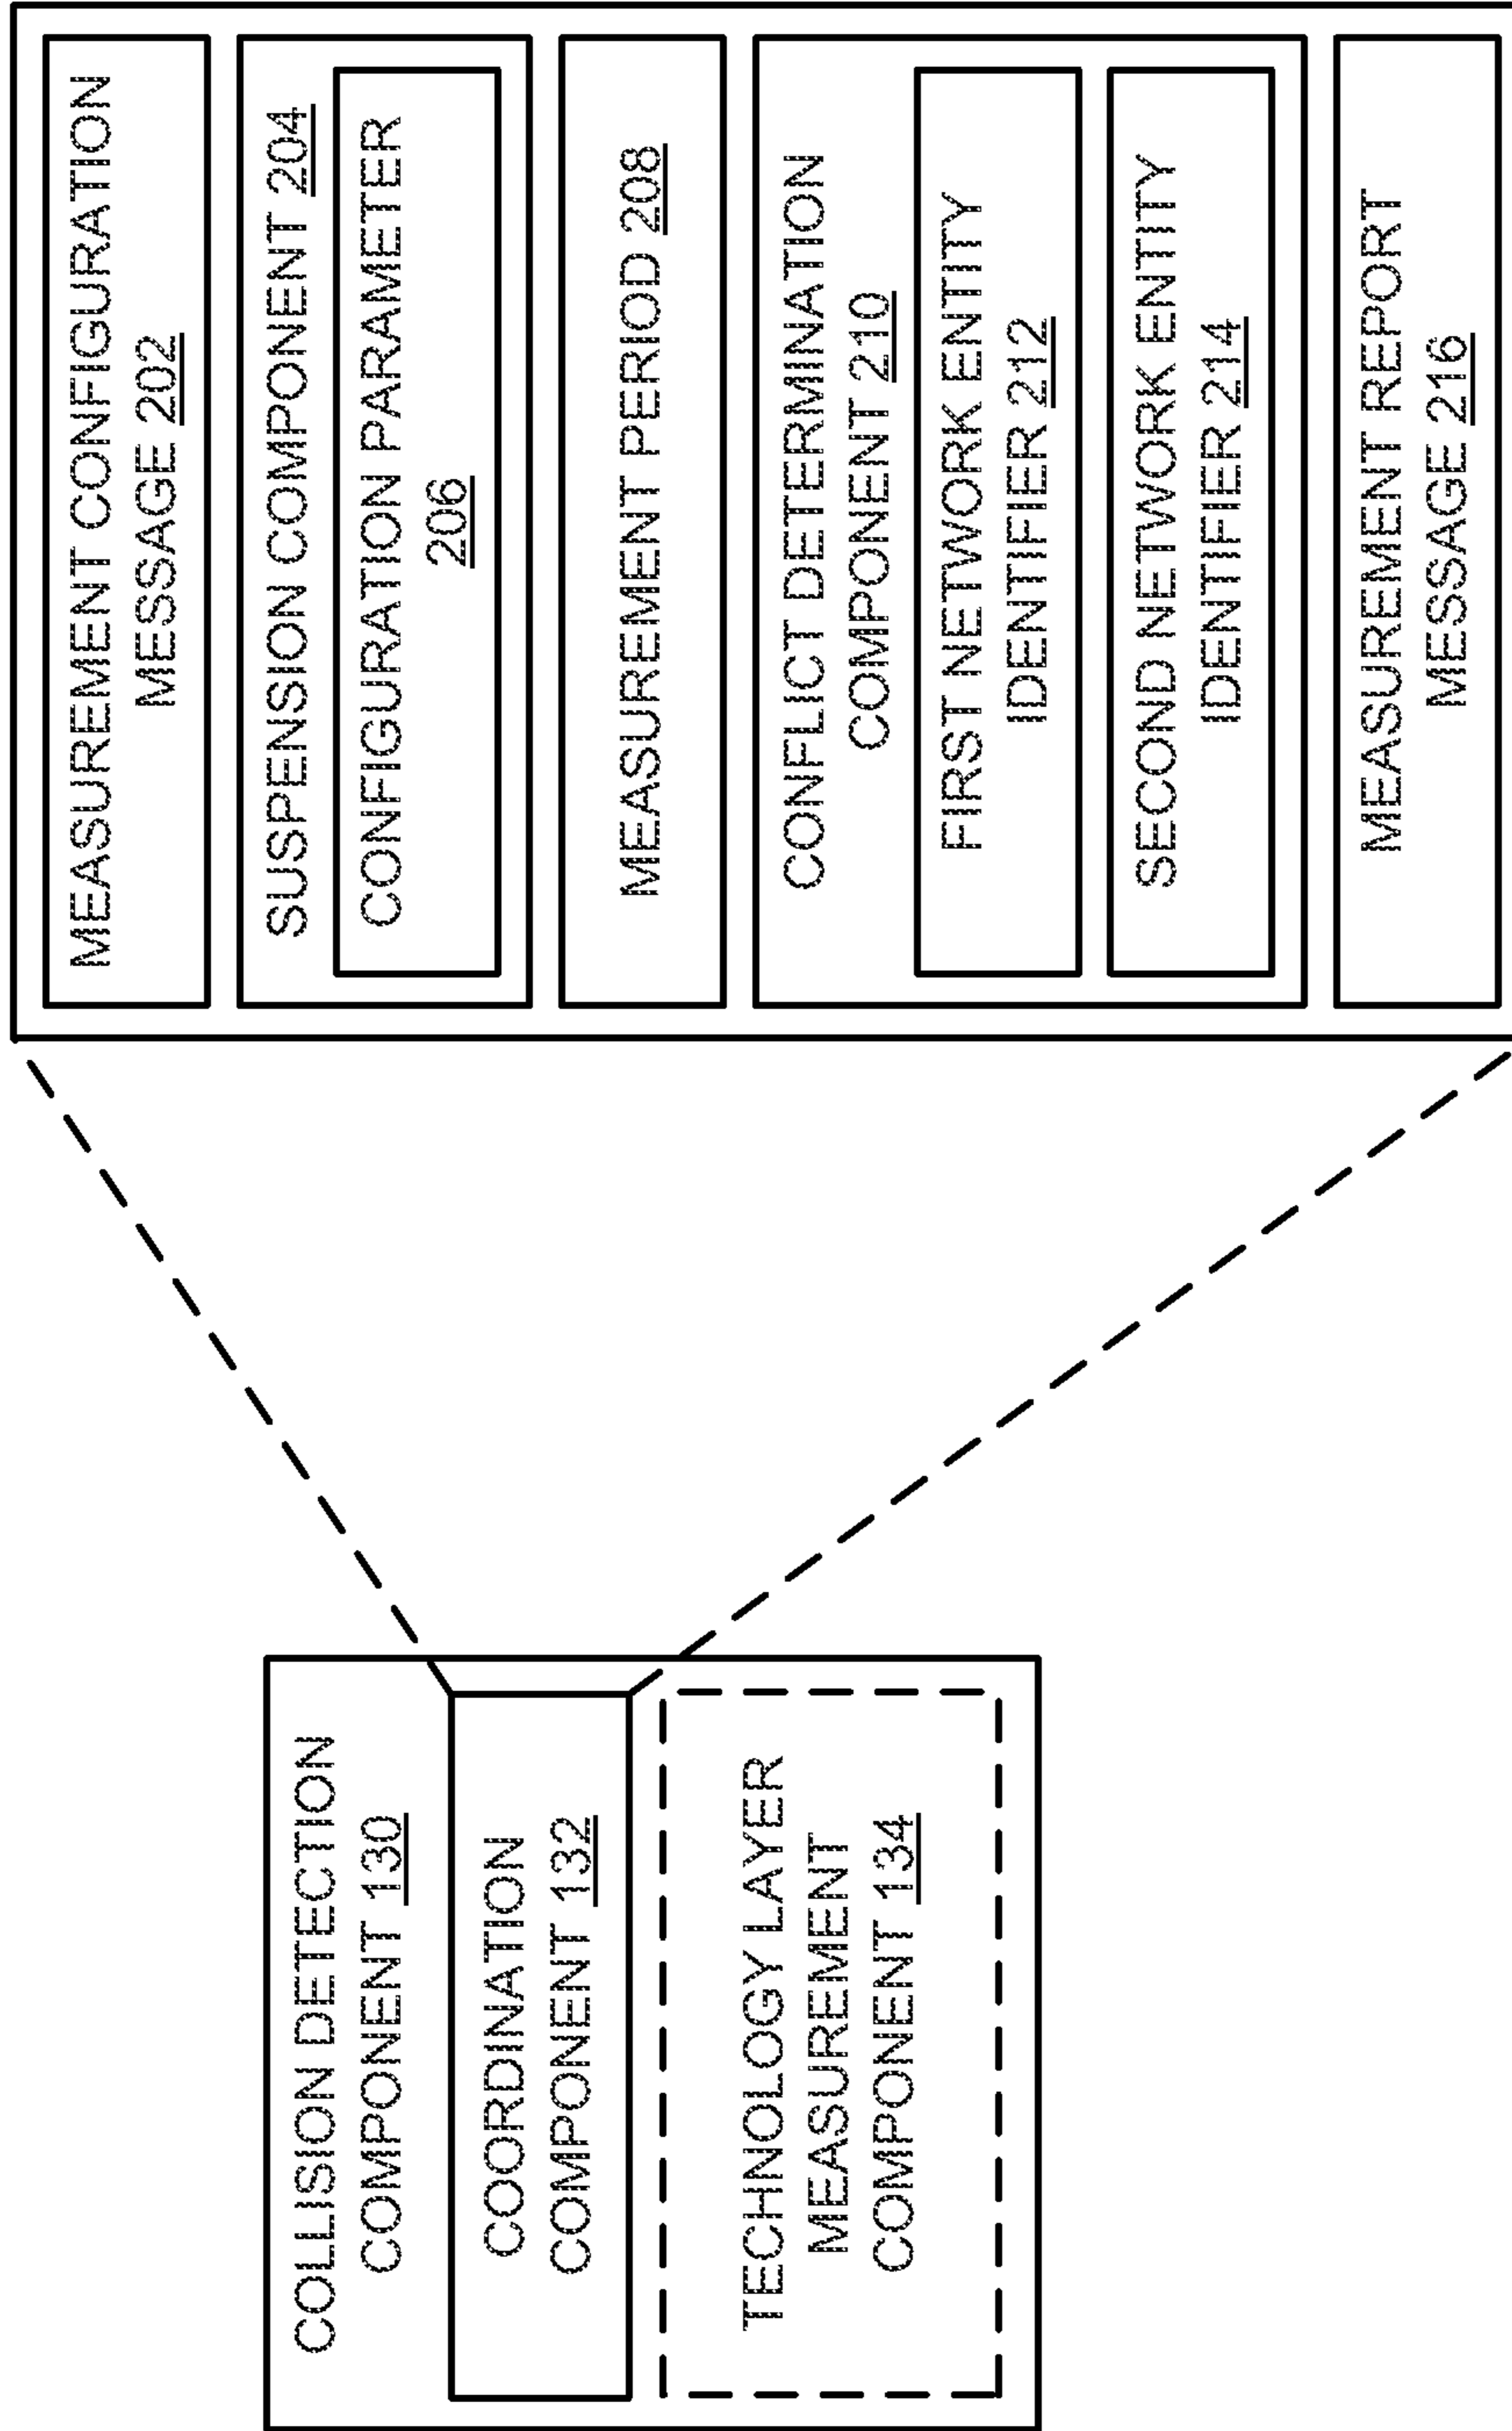 COLLISION DETECTION
COMPONENT 130
COORDINATION
COMPONENT 132
TECHNOLOGY LAYER
MEASUREMENT
COMPONENT 134
MEASUREMENT CONFIGURATION
MESSAGE 202
SUSPENSION COMPONENT 204
CONFIGURATION PARAMETER
206
MEASUREMENT PERIOD 208
CONFLICT DETERMINATION
COMPONENT 210
FIRST NETWORK ENTITY
IDENTIFIER 212
SECOND NETWORK ENTITY
IDENTIFIER 214
MEASUREMENT REPORT
MESSAGE 216